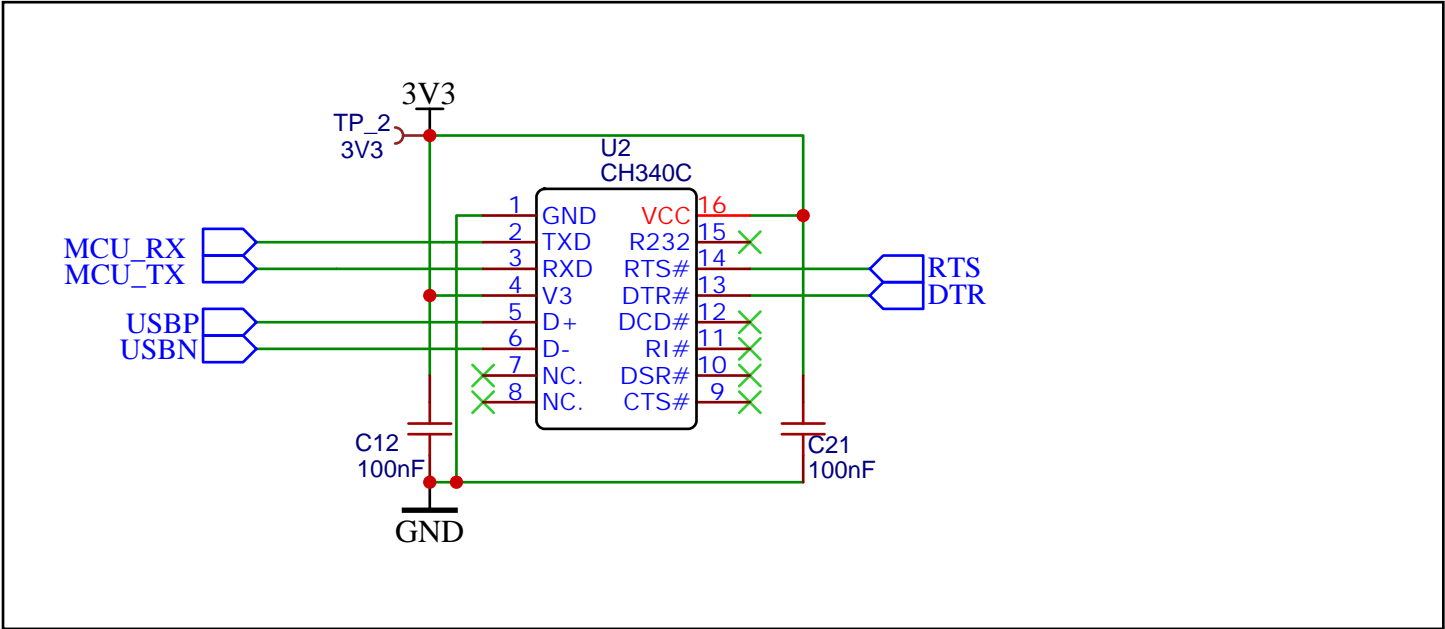 3V3
TP_2
3V3
U2
CH340C
1 GND VCC 16
2 TXD R232 15
MCU_RX
3 RXD RTS# 14 RTS
MCU_TX
4 V3 DTR# 13 DTR
5 D+ DCD# 12
USBP
6 D- RI# 11
USBN
7 NC. DSR# 10
8 NC. CTS# 9
C12
100nF
C21
100nF
GND